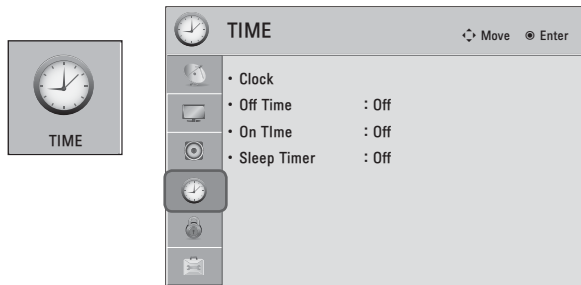 TIME
TIME
Move Enter
• Clock
• Off Time : Off
• On TIme : Off
• Sleep Timer : Off